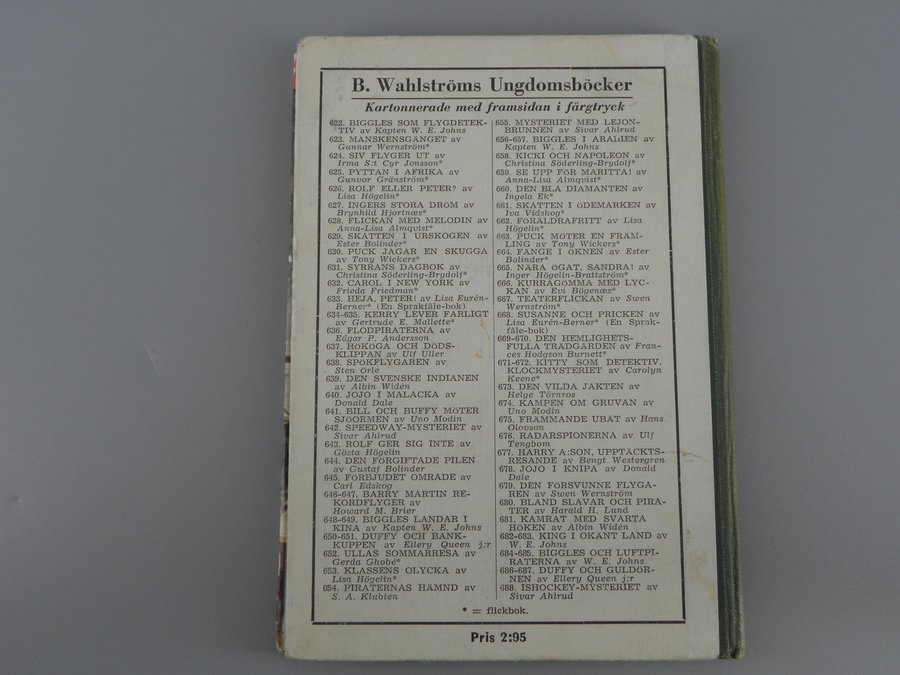 B. Wahlströms Ungdomsböcker
Kartonnerade med framsidan i färgtryck
622. BIGGLES SOM FLYGDETEK-
TIV av Kapten W. E. Johns
623. MANSKENSGÄNGET av
Gunnar Wernström*
624. SIV FLYGER UT av
Irma S:t Cyr Jonsson*
625. PYTTAN I AFRIKA av
Gunvor Gränström*
626. ROLF ELLER PETER? av
Lisa Högelin*
627. INGERS STORA DRÖM av
Brynhild Hjortnæs*
628. FLICKAN MED MELODIN av
Anna-Lisa Almqvist*
629. SKATTEN I URSKOGEN av
Ester Bolinder*
630. PUCK JAGAR EN SKUGGA
av Tony Wickers*
631. SYRRANS DAGBOK av
Christina Söderling-Brydolf*
632. CAROL I NEW YORK av
Frieda Friedman*
633. HEJA, PETER! av Lisa Eurén-
Berner* (En Språkfåle-bok)
634-635. KERRY LEVER FARLIGT
av Gertrude E. Mallette*
636. FLODPIRATERNA av
Edgar P. Andersson
637. HÖKÖGA OCH DÖDS-
KLIPPAN av Ulf Uller
638. SPÖKFLYGAREN av
Sten Orle
639. DEN SVENSKE INDIANEN
av Albin Widén
640. JOJO I MALACKA av
Donald Dale
641. BILL OCH BUFFY MÖTER
SJÖORMEN av Uno Modin
642. SPEEDWAY-MYSTERIET av
Sivar Ahlrud
643. ROLF GER SIG INTE av
Gösta Högelin
644. DEN FÖRGIFTADE PILEN
av Gustaf Bolinder
645. FÖRBJUDET OMRÅDE av
Carl Edskog
646-647. BARRY MARTIN RE-
KORDFLYGER av
Howard M. Brier
648-649. BIGGLES LANDAR I
KINA av Kapten W. E. Johns
650-651. DUFFY OCH BANK-
KUPPEN av Ellery Queen j:r
652. ULLAS SOMMARRESA av
Gerda Ghobé*
653. KLASSENS OLYCKA av
Lisa Högelin*
654. PIRATERNAS HÄMND av
S. A. Klubien
655. MYSTERIET MED LEJON-
BRUNNEN av Sivar Ahlrud
656-657. BIGGLES I ARABIEN av
Kapten W. E. Johns
658. KICKI OCH NAPOLEON av
Christina Söderling-Brydolf*
659. SE UPP FÖR MARITTA! av
Anna-Lisa Almqvist*
660. DEN BLÅ DIAMANTEN av
Ingela Ek*
661. SKATTEN I ÖDEMARKEN av
Iva Vidskog*
662. FÖRÄLDRAFRITT av Lisa
Högelin*
663. PUCK MÖTER EN FRÄM-
LING av Tony Wickers*
664. FÅNGE I ÖKNEN av Ester
Bolinder*
665. NÄRA ÖGAT, SANDRA! av
Inger Högelin-Brattström*
666. KURRAGÖMMA MED LYC-
KAN av Evi Bögenæs*
667. TEATERFLICKAN av Swen
Wernström*
668. SUSANNE OCH PRICKEN av
Lisa Eurén-Berner* (En Språk-
fåle-bok)
669-670. DEN HEMLIGHETS-
FULLA TRÄDGÅRDEN av Fran-
ces Hodgson Burnett*
671-672. KITTY SOM DETEKTIV.
KLOCKMYSTERIET av Carolyn
Keene*
673. DEN VILDA JAKTEN av
Helge Törnros
674. KAMPEN OM GRUVAN av
Uno Modin
675. FRÄMMANDE UBÅT av Hans
Olovson
676. RADARSPIONERNA av Ulf
Tengbom
677. HARRY A:SON, UPPTÄCKTS-
RESANDE av Bengt Westergren
678. JOJO I KNIPA av Donald
Dale
679. DEN FÖRSVUNNE FLYGA-
REN av Swen Wernström
680. BLAND SLAVAR OCH PIRA-
TER av Harald H. Lund
681. KAMRAT MED SVARTA
HÖKEN av Albin Widén
682-683. KING I OKÄNT LAND av
W. E. Johns
684-685. BIGGLES OCH LUFTPI-
RATERNA av W. E. Johns
686-687. DUFFY OCH GULDÖR-
NEN av Ellery Queen j:r
688. ISHOCKEY-MYSTERIET av
Sivar Ahlrud
* = flickbok.
Pris 2:95